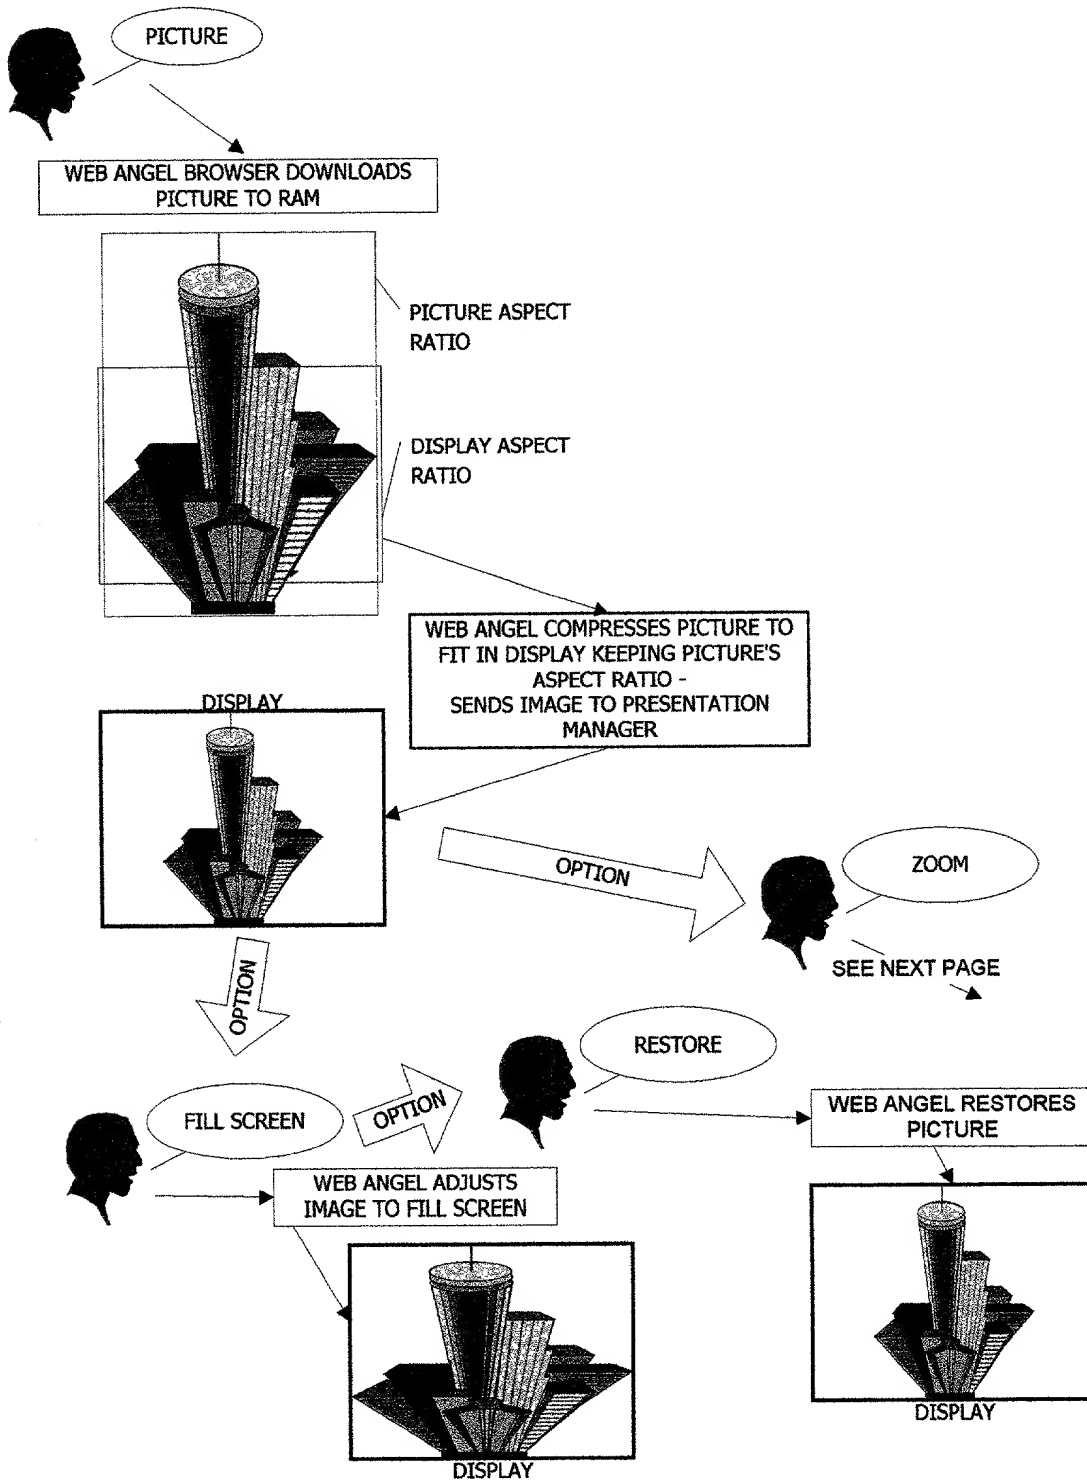 PICTURE
WEB ANGEL BROWSER DOWNLOADS
PICTURE TO RAM
PICTURE ASPECT
RATIO
DISPLAY ASPECT
RATIO
WEB ANGEL COMPRESSES PICTURE TO
FIT IN DISPLAY KEEPING PICTURE'S
ASPECT RATIO -
SENDS IMAGE TO PRESENTATION
MANAGER
DISPLAY
OPTION
ZOOM
SEE NEXT PAGE
OPTION
RESTORE
FILL SCREEN
OPTION
WEB ANGEL RESTORES
PICTURE
WEB ANGEL ADJUSTS
IMAGE TO FILL SCREEN
DISPLAY
DISPLAY